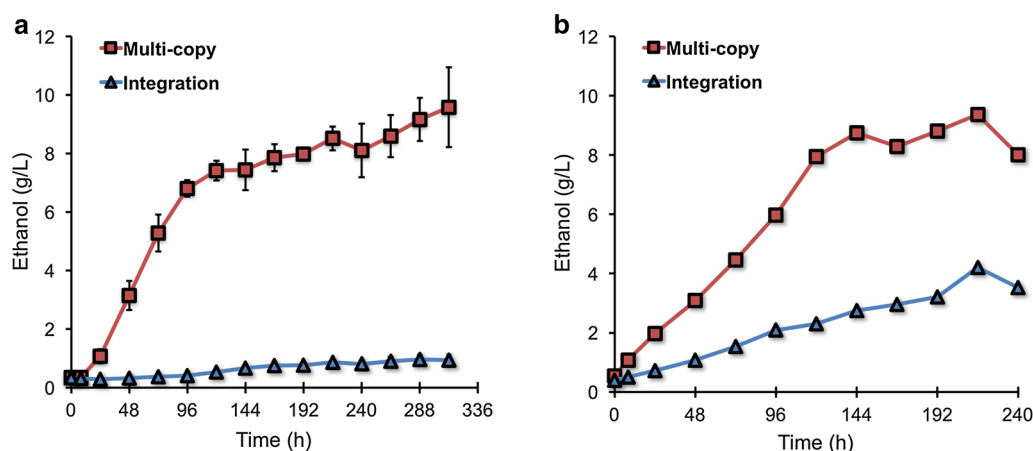 a
12
10
8
6
4
2
0
Ethanol (g/L)
Multi-copy
Integration
0 48 96 144 192 240 288 336
Time (h)
b
12
10
8
6
4
2
0
Ethanol (g/L)
Multi-copy
Integration
0 48 96 144 192 240
Time (h)